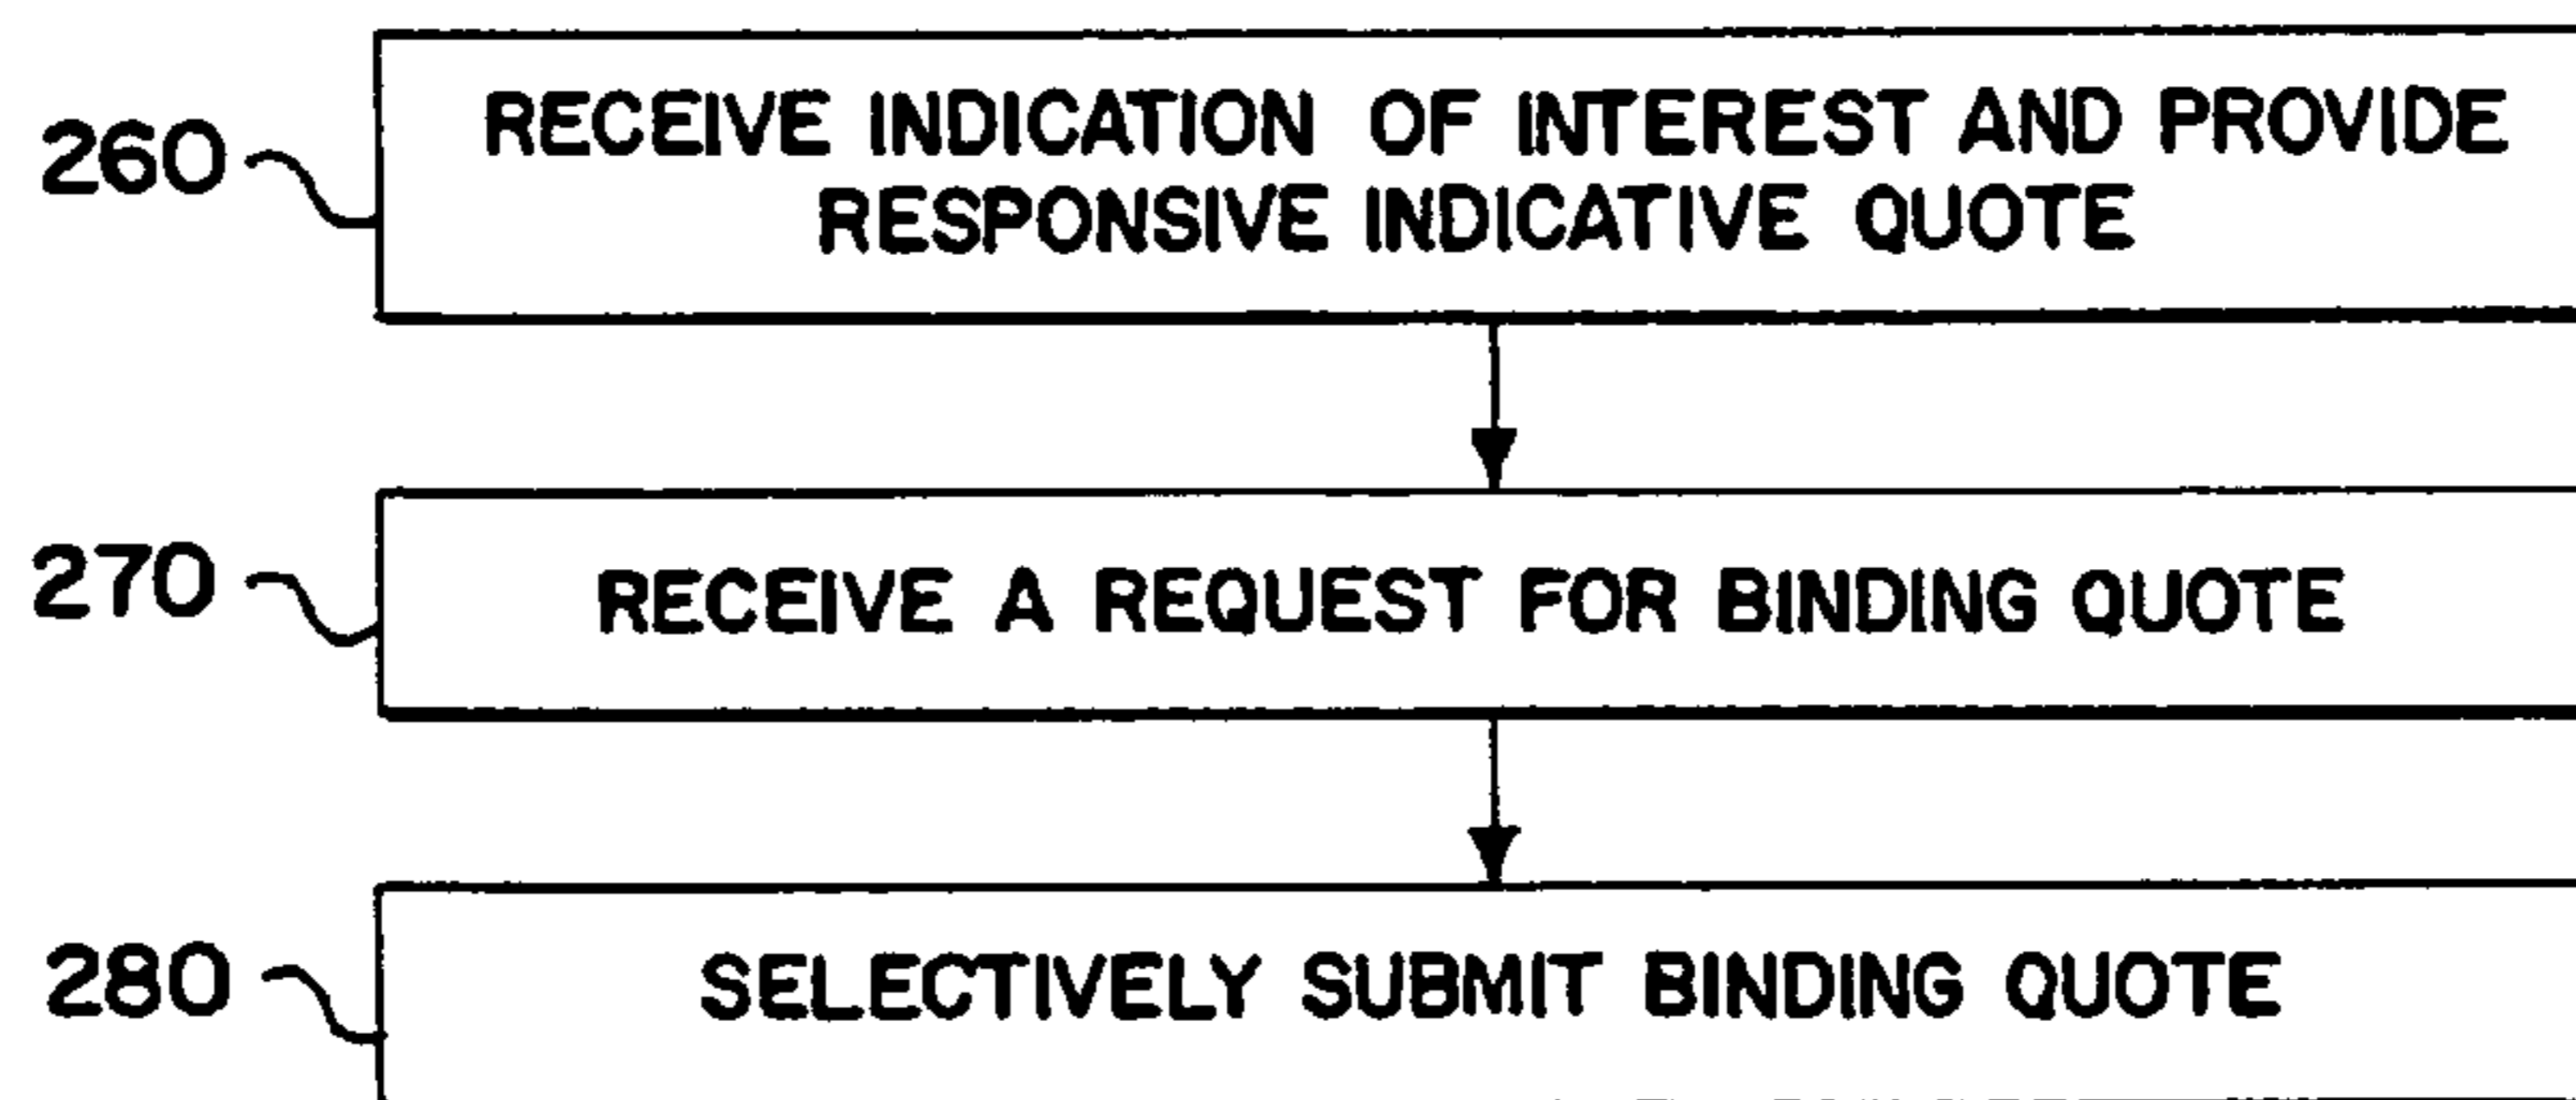 260
RECEIVE INDICATION OF INTEREST AND PROVIDE
RESPONSIVE INDICATIVE QUOTE
270
RECEIVE A REQUEST FOR BINDING QUOTE
280
SELECTIVELY SUBMIT BINDING QUOTE